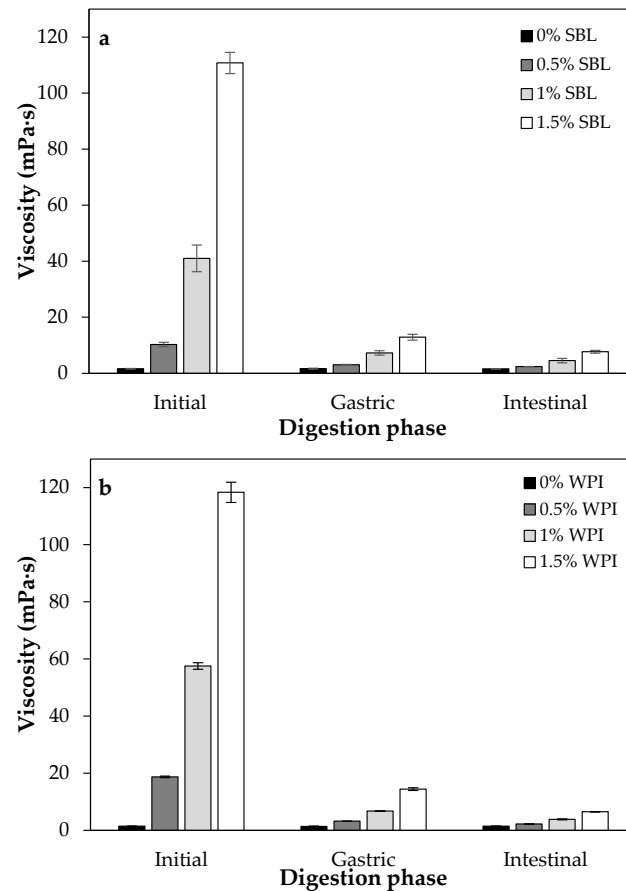 a
120
100
80
60
40
20
0
Viscosity (mPa·s)
0% SBL
0.5% SBL
1% SBL
1.5% SBL
Initial Gastric Intestinal
Digestion phase
b
120
100
80
60
40
20
0
Viscosity (mPa·s)
0% WPI
0.5% WPI
1% WPI
1.5% WPI
Initial Gastric Intestinal
Digestion phase